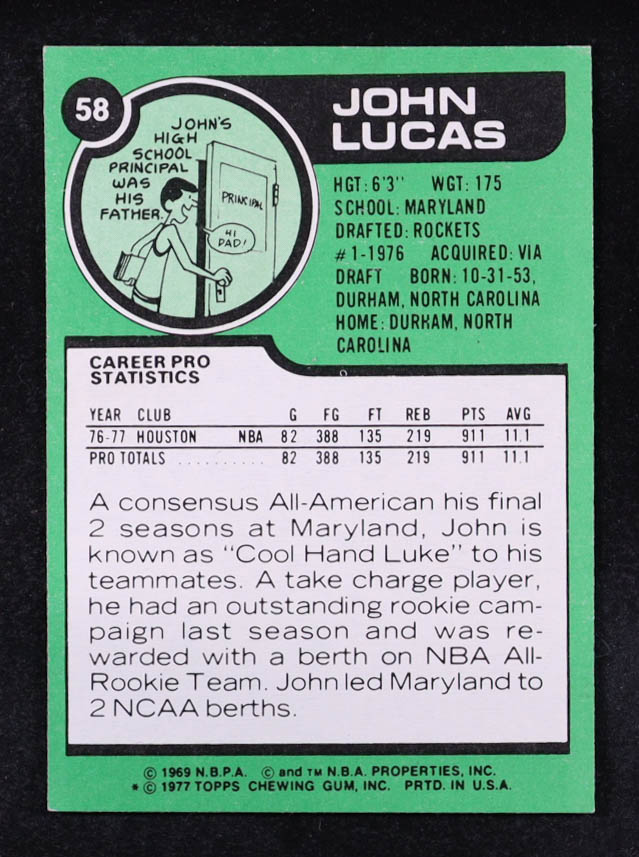 58
JOHN'S
HIGH
SCHOOL
PRINCIPAL
WAS
HIS
FATHER.
PRINCIPAL
HI
DAD!
JOHN
LUCAS
HGT: 6'3" WGT: 175
SCHOOL: MARYLAND
DRAFTED: ROCKETS
#1-1976 ACQUIRED: VIA
DRAFT BORN: 10-31-53,
DURHAM, NORTH CAROLINA
HOME: DURHAM, NORTH
CAROLINA
CAREER PRO
STATISTICS
YEAR CLUB G FG FT REB PTS AVG
76-77 HOUSTON NBA 82 388 135 219 911 11.1
PRO TOTALS .......... 82 388 135 219 911 11.1
A consensus All-American his final
2 seasons at Maryland, John is
known as "Cool Hand Luke" to his
teammates. A take charge player,
he had an outstanding rookie cam-
paign last season and was re-
warded with a berth on NBA All-
Rookie Team. John led Maryland to
2 NCAA berths.
© 1969 N.B.P.A. © and TM N.B.A. PROPERTIES, INC.
* © 1977 TOPPS CHEWING GUM, INC. PRTD. IN U.S.A.